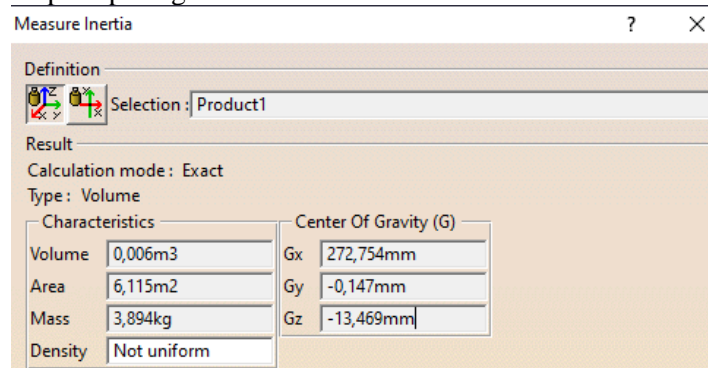 Measure Inertia ? ×
Definition
Selection : Product1
Result
Calculation mode : Exact
Type : Volume
Characteristics
Volume 0,006m3
Area 6,115m2
Mass 3,894kg
Density Not uniform
Center Of Gravity (G)
Gx 272,754mm
Gy -0,147mm
Gz -13,469mm